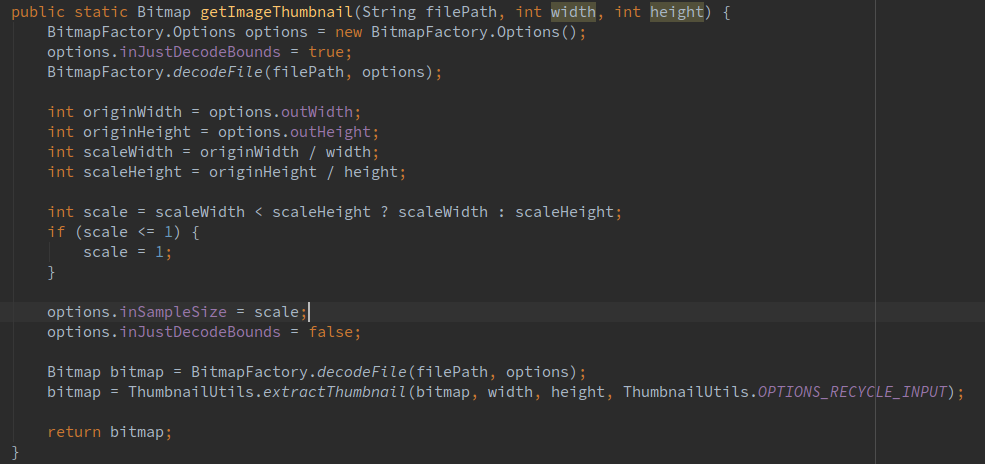 public static Bitmap getImageThumbnail(String filePath, int width, int height) {
    BitmapFactory.Options options = new BitmapFactory.Options();
    options.inJustDecodeBounds = true;
    BitmapFactory.decodeFile(filePath, options);

    int originWidth = options.outWidth;
    int originHeight = options.outHeight;
    int scaleWidth = originWidth / width;
    int scaleHeight = originHeight / height;

    int scale = scaleWidth < scaleHeight ? scaleWidth : scaleHeight;
    if (scale <= 1) {
        scale = 1;
    }

    options.inSampleSize = scale;
    options.inJustDecodeBounds = false;

    Bitmap bitmap = BitmapFactory.decodeFile(filePath, options);
    bitmap = ThumbnailUtils.extractThumbnail(bitmap, width, height, ThumbnailUtils.OPTIONS_RECYCLE_INPUT);

    return bitmap;
}